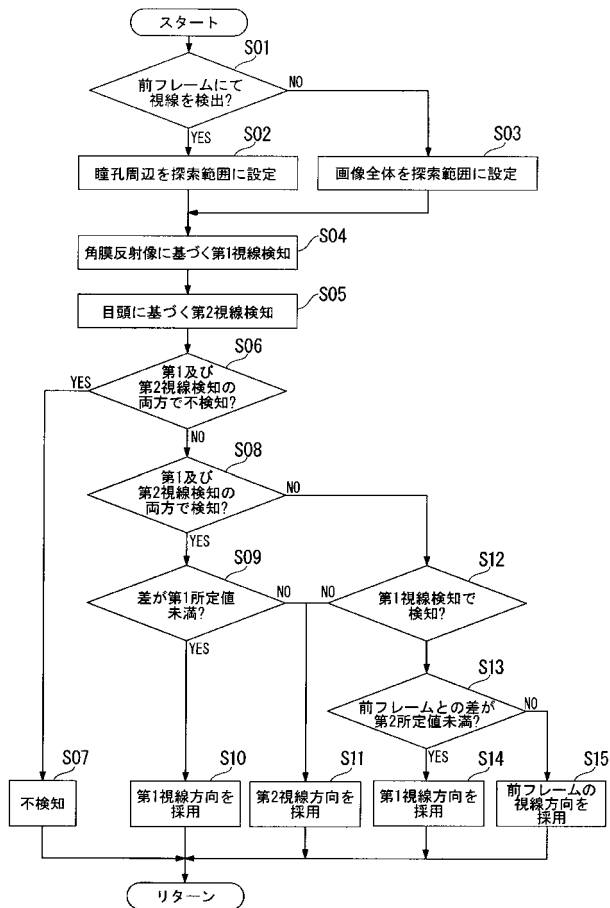 スタート
S01
前フレームにて
視線を検出?
NO
YES
S02
瞳孔周辺を探索範囲に設定
S03
画像全体を探索範囲に設定
S04
角膜反射像に基づく第1視線検知
S05
目頭に基づく第2視線検知
S06
第1及び
第2視線検知の
両方で不検知?
YES
NO
S08
第1及び
第2視線検知の
両方で検知?
NO
YES
S09
差が第1所定値
未満?
NO
YES
S12
第1視線検知で
検知?
NO
S13
前フレームとの差が
第2所定値未満?
NO
YES
S07
不検知
S10
第1視線方向を
採用
S11
第2視線方向を
採用
S14
第1視線方向を
採用
S15
前フレームの
視線方向を
採用
リターン